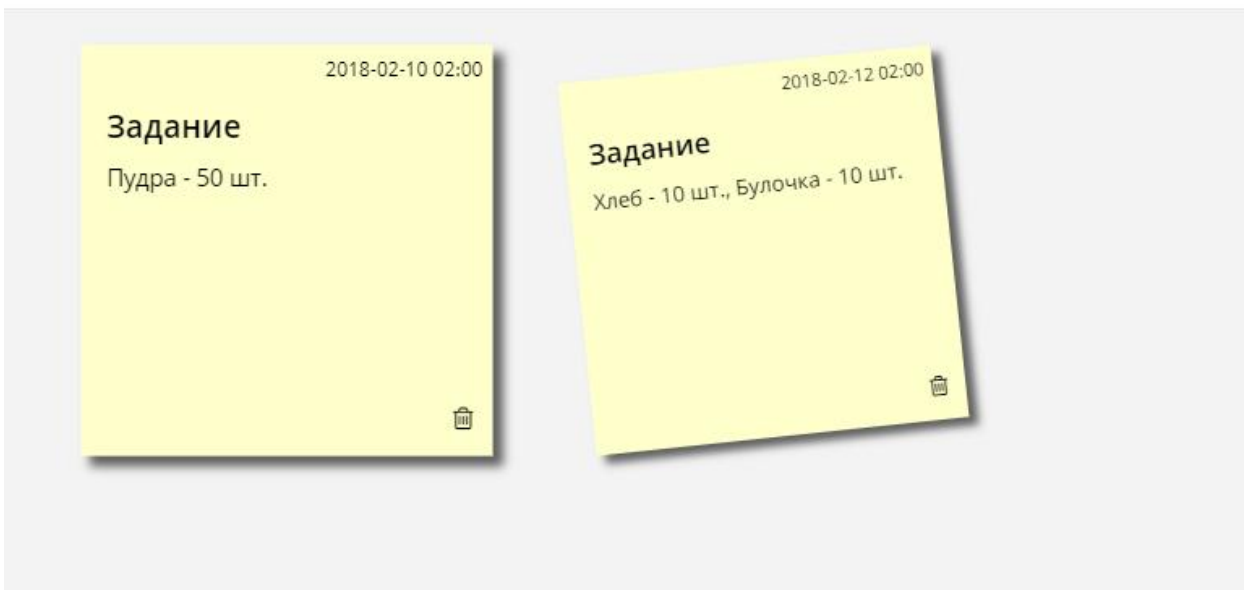 2018-02-10 02:00
Задание
Пудра - 50 шт.
2018-02-12 02:00
Задание
Хлеб - 10 шт., Булочка - 10 шт.